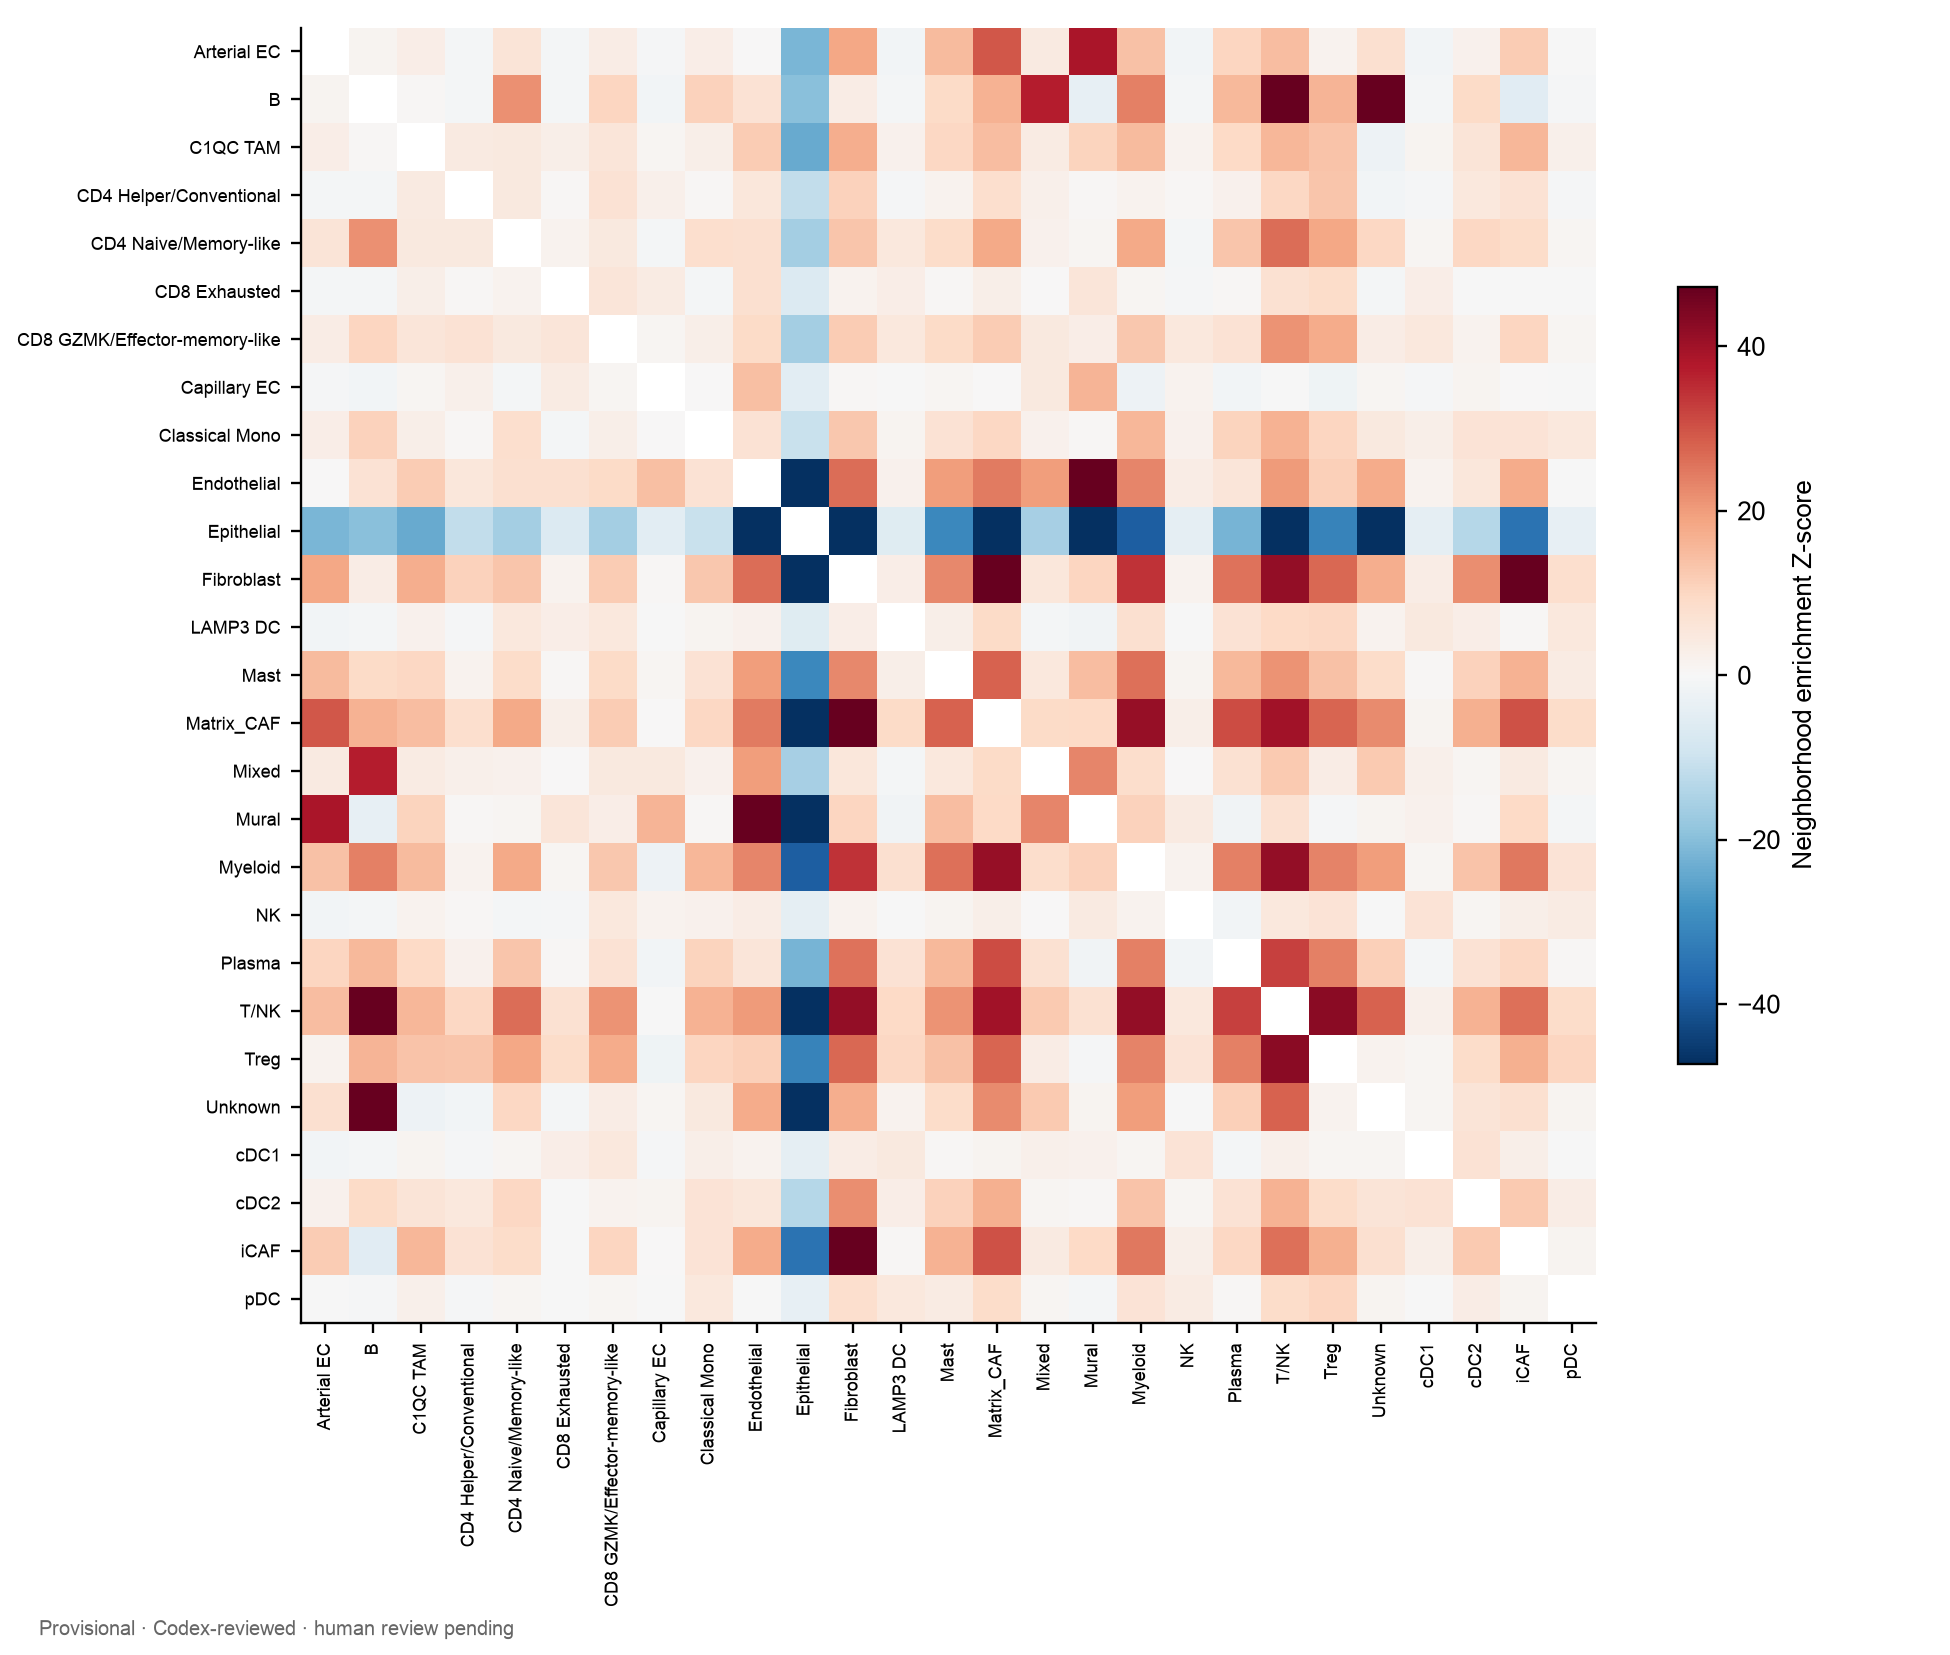 Arterial EC
B
C1QC TAM
CD4 Helper/Conventional
CD4 Naive/Memory-like
CD8 Exhausted
CD8 GZMK/Effector-memory-like
Capillary EC
Classical Mono
Endothelial
Epithelial
Fibroblast
LAMP3 DC
Mast
Matrix_CAF
Mixed
Mural
Myeloid
NK
Plasma
T/NK
Treg
Unknown
cDC1
cDC2
iCAF
pDC
Arterial EC
B
C1QC TAM
CD4 Helper/Conventional
CD4 Naive/Memory-like
CD8 Exhausted
CD8 GZMK/Effector-memory-like
Capillary EC
Classical Mono
Endothelial
Epithelial
Fibroblast
LAMP3 DC
Mast
Matrix_CAF
Mixed
Mural
Myeloid
NK
Plasma
T/NK
Treg
Unknown
cDC1
cDC2
iCAF
pDC
40
20
0
−20
−40
Neighborhood enrichment Z-score
Provisional · Codex-reviewed · human review pending